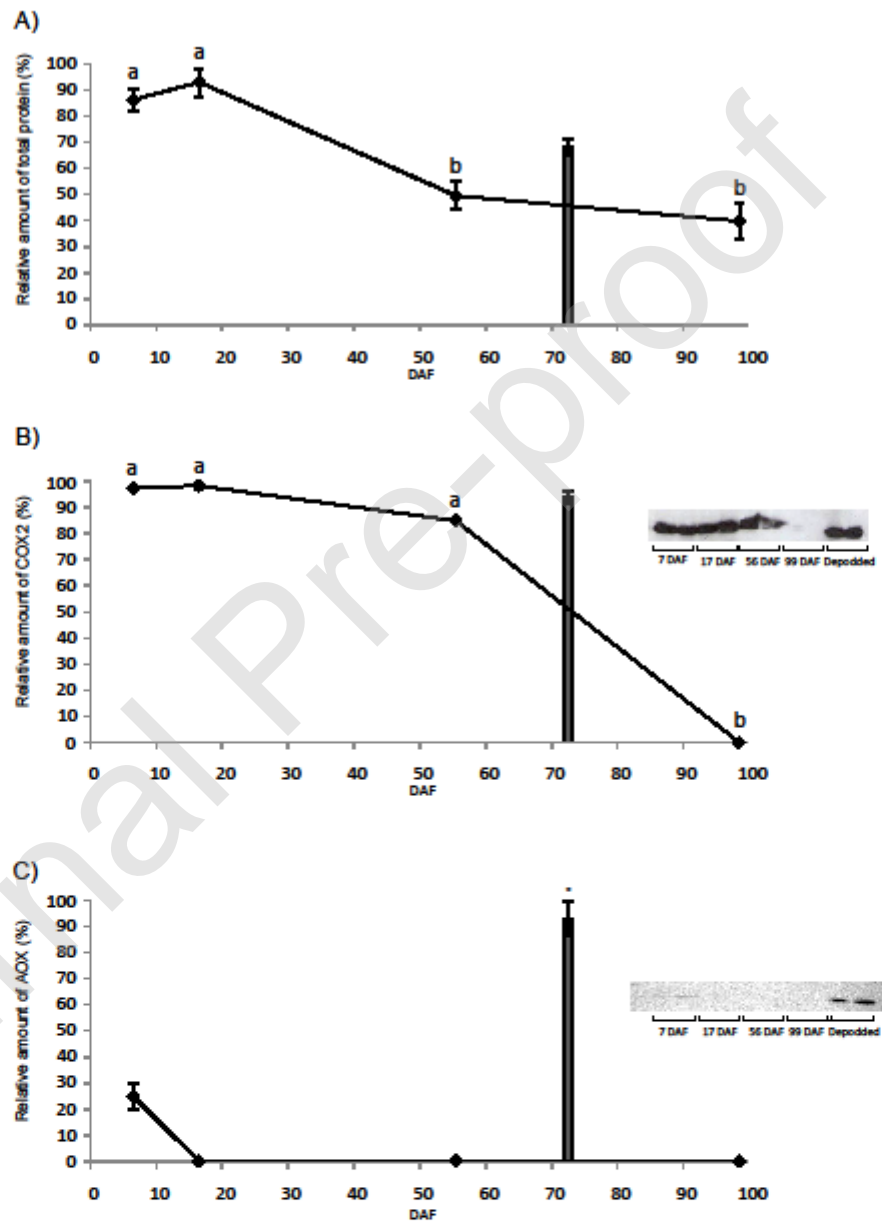 A)
Relative amount of total protein (%)
100
90
80
70
60
50
40
30
20
10
0
a
a
b
b
0 10 20 30 40 50 60 70 80 90 100
DAF
B)
Relative amount of COX2 (%)
100
90
80
70
60
50
40
30
20
10
0
a
a
a
b
0 10 20 30 40 50 60 70 80 90 100
DAF
7 DAF 17 DAF 56 DAF 99 DAF Depodded
C)
Relative amount of AOX (%)
100
90
80
70
60
50
40
30
20
10
0
*
0 10 20 30 40 50 60 70 80 90 100
DAF
7 DAF 17 DAF 56 DAF 99 DAF Depodded
nal Pre-proof